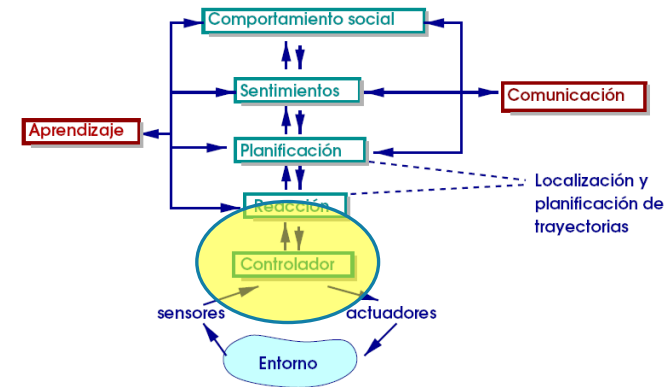 Comportamiento social
Sentimientos
Comunicación
Aprendizaje
Planificación
Localización y
planificación de
trayectorias
Reacción
Controlador
sensores
actuadores
Entorno